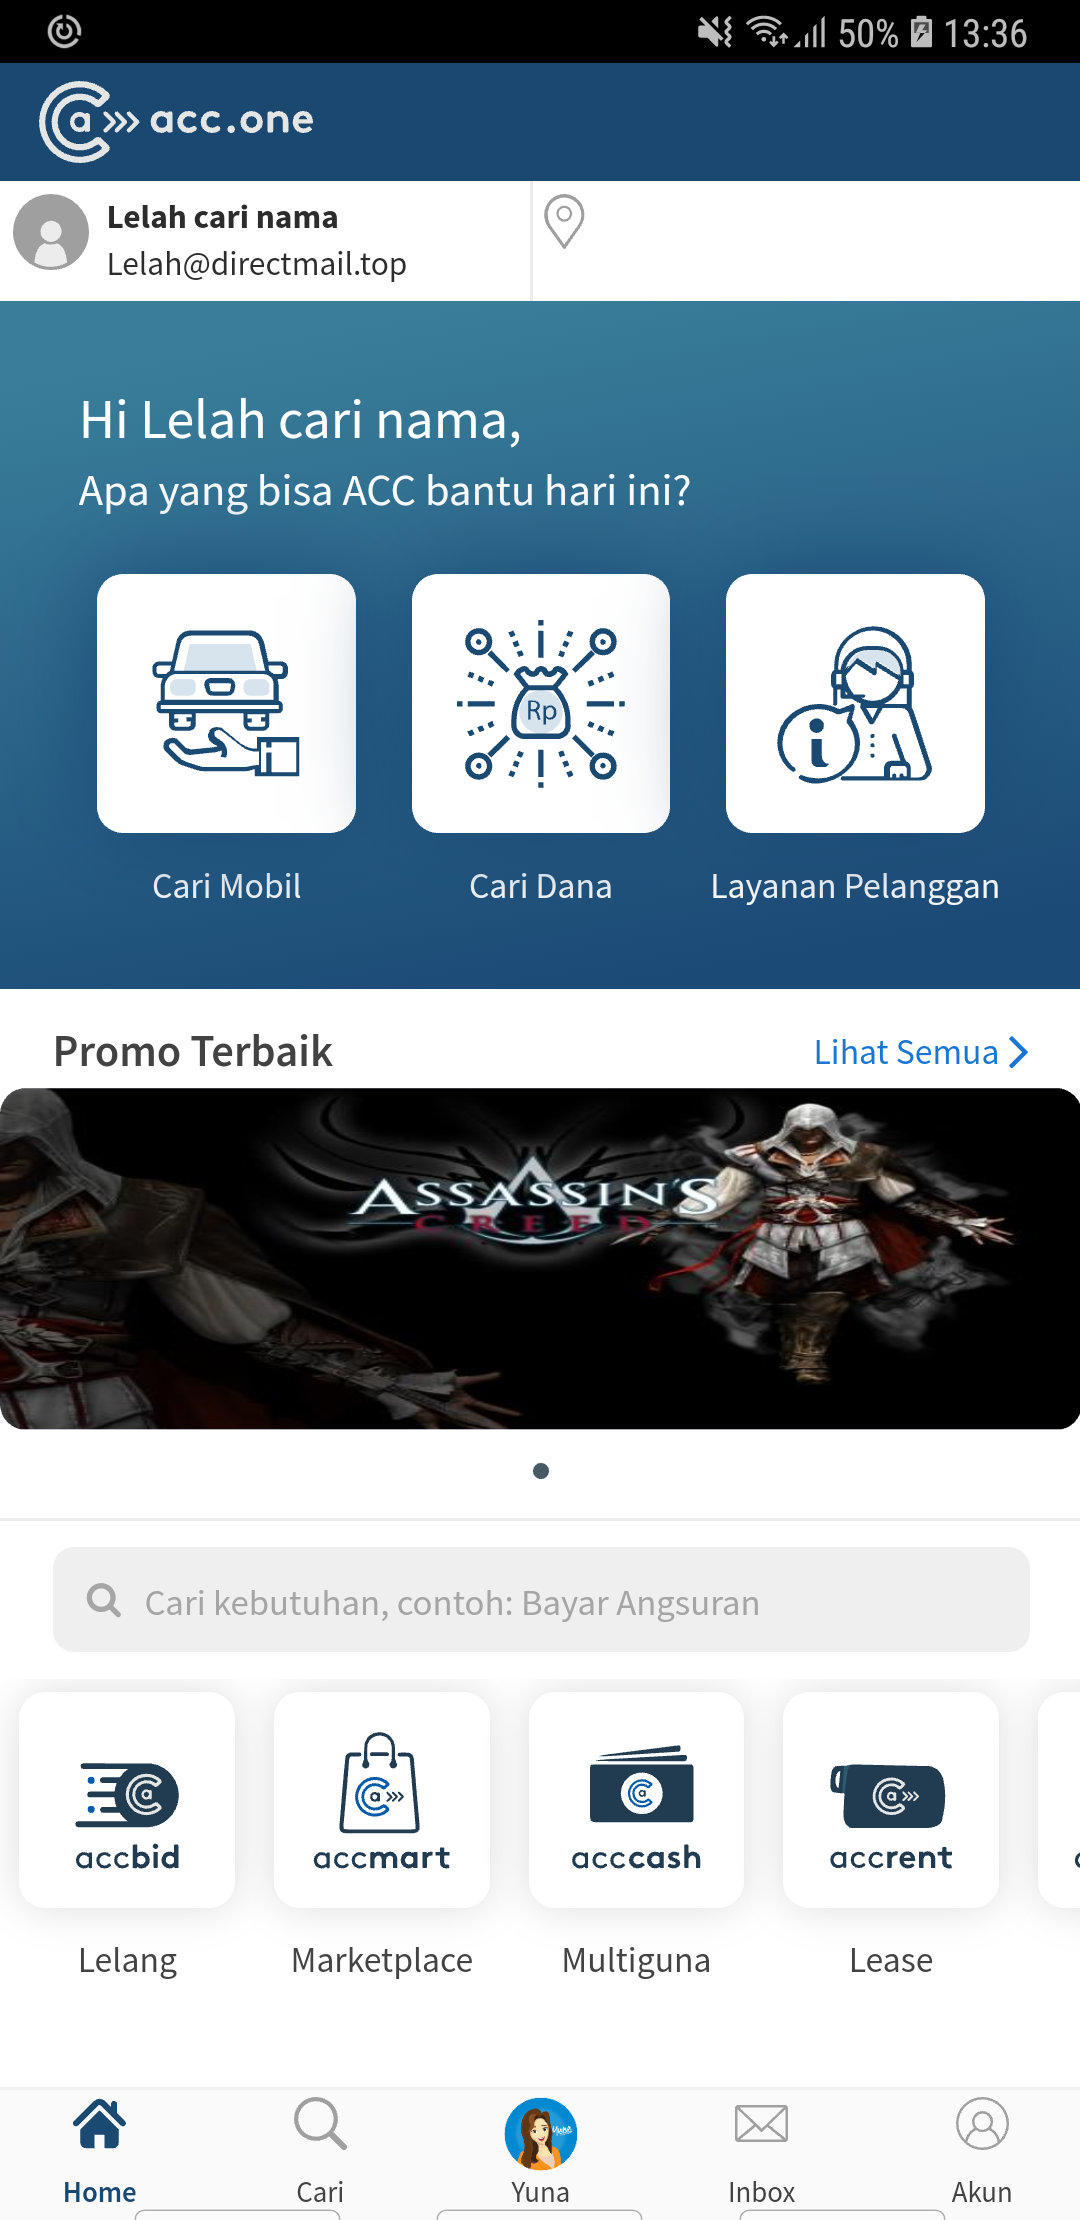 50% 13:36
a acc.one
Lelah cari nama
Lelah@directmail.top
Hi Lelah cari nama,
Apa yang bisa ACC bantu hari ini?
Rp
i
Cari Mobil Cari Dana Layanan Pelanggan
Promo Terbaik Lihat Semua
ASSASSIN'S
CREED
Cari kebutuhan, contoh: Bayar Angsuran
a a a a
accbid accmart acccash accrent
Lelang Marketplace Multiguna Lease
Yuna
Home Cari Yuna Inbox Akun